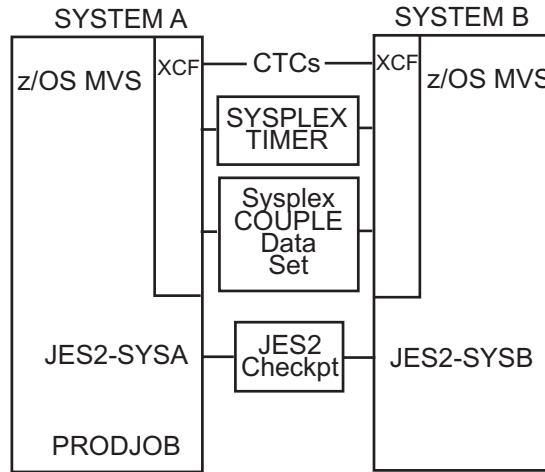 SYSTEM A
SYSTEM B
XCF
CTCs
XCF
z/OS MVS
z/OS MVS
SYSPLEX
TIMER
Sysplex
COUPLE
Data
Set
JES2-SYSA
JES2
Checkpt
JES2-SYSB
PRODJOB